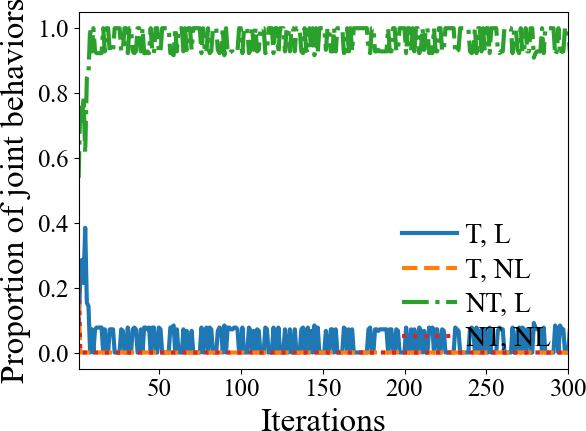 Proportion of joint behaviors
1.0
0.8
0.6
0.4
0.2
0.0
T, L
T, NL
NT, L
NT, NL
50
100
150
200
250
300
Iterations